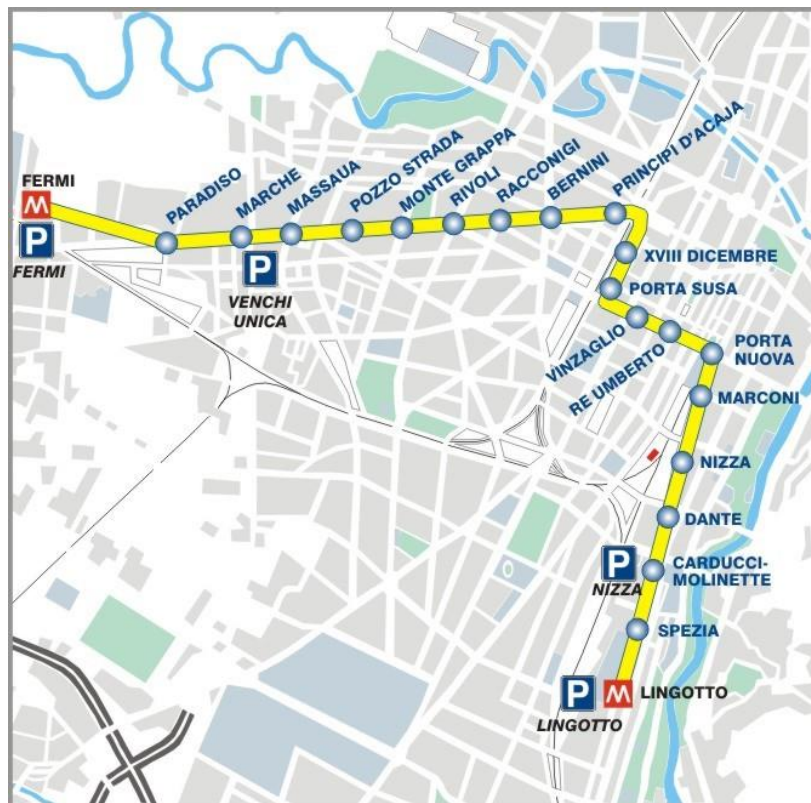 FERMI
M
P
FERMI
PARADISO
MARCHE
MASSAUA
POZZO STRADA
MONTE GRAPPA
RIVOLI
RACCONIGI
BERNINI
PRINCIPI D'ACAJA
P
VENCHI
UNICA
XVIII DICEMBRE
PORTA SUSA
VINZAGLIO
RE UMBERTO
PORTA
NUOVA
MARCONI
NIZZA
DANTE
P
NIZZA
CARDUCCI-
MOLINETTE
SPEZIA
P
LINGOTTO
M
LINGOTTO